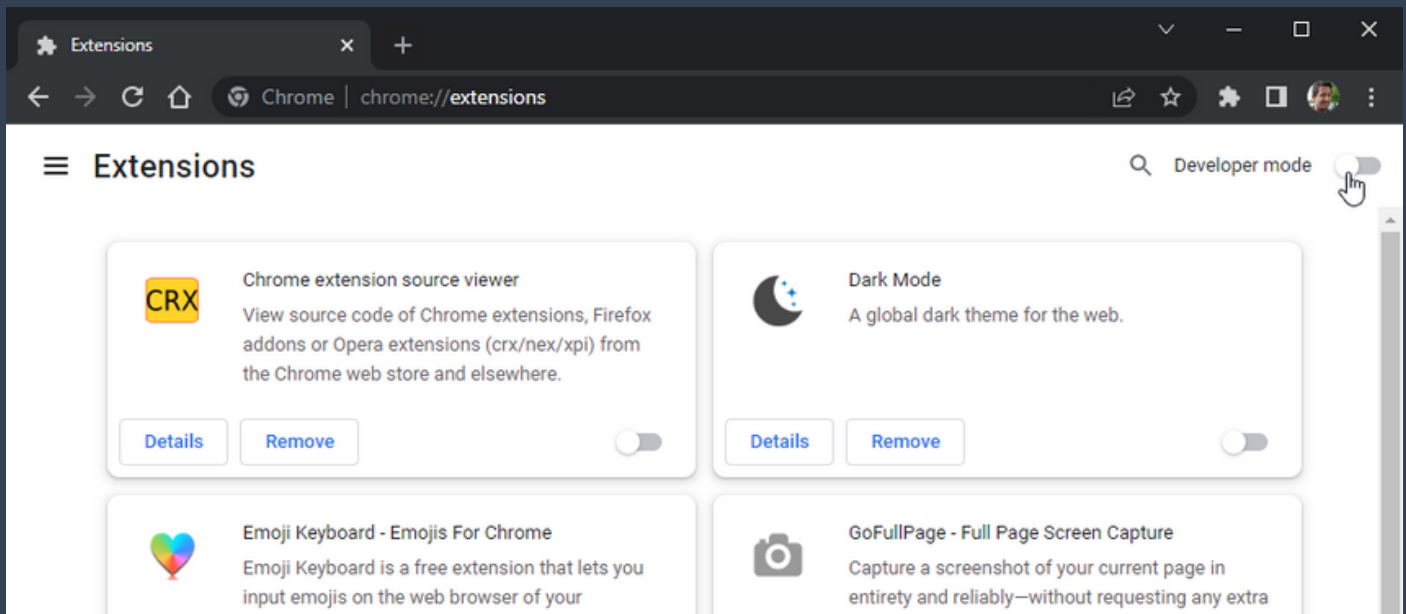 Extensions
Chrome | chrome://extensions
Extensions
Developer mode
CRX
Chrome extension source viewer
View source code of Chrome extensions, Firefox
addons or Opera extensions (crx/nex/xpi) from
the Chrome web store and elsewhere.
Details
Remove
Dark Mode
A global dark theme for the web.
Details
Remove
Emoji Keyboard - Emojis For Chrome
Emoji Keyboard is a free extension that lets you
input emojis on the web browser of your
GoFullPage - Full Page Screen Capture
Capture a screenshot of your current page in
entirety and reliably—without requesting any extra